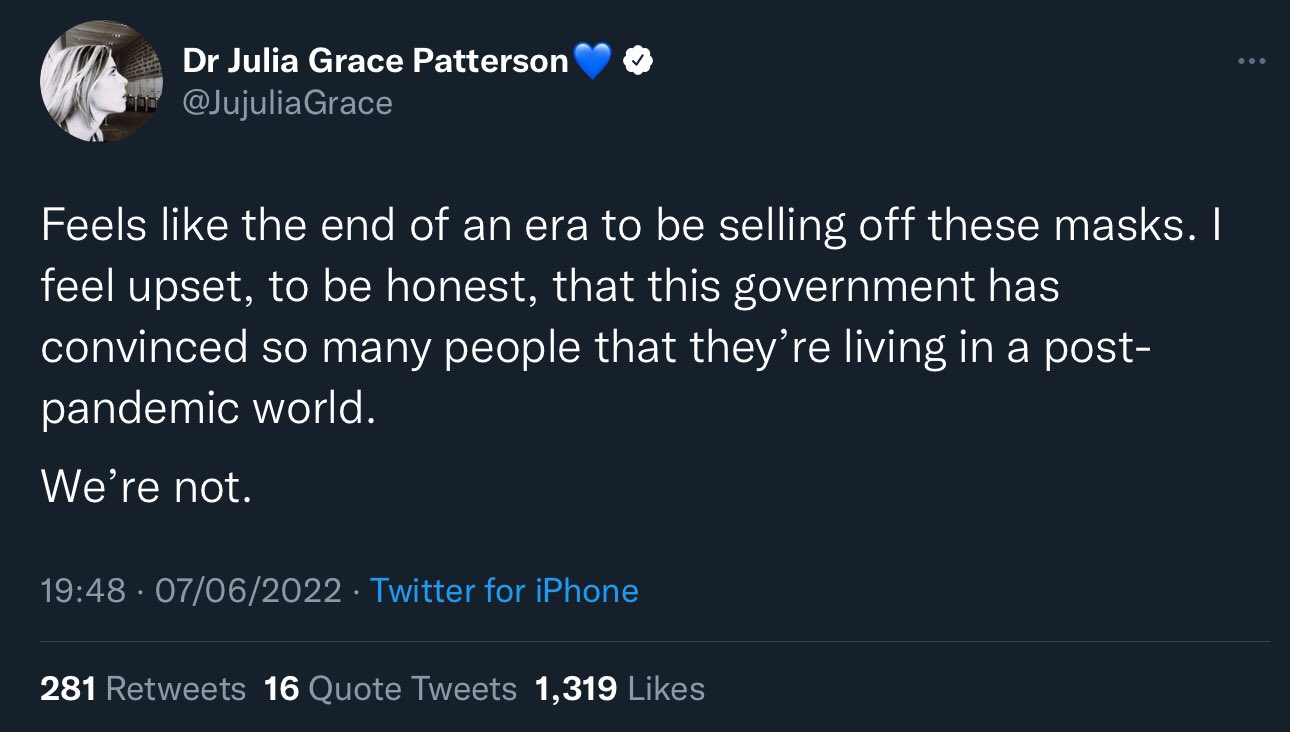 Dr Julia Grace Patterson💙
@JujuliaGrace
Feels like the end of an era to be selling off these masks. I
feel upset, to be honest, that this government has
convinced so many people that they’re living in a post-
pandemic world.
We’re not.
19:48 · 07/06/2022 · Twitter for iPhone
281 Retweets 16 Quote Tweets 1,319 Likes